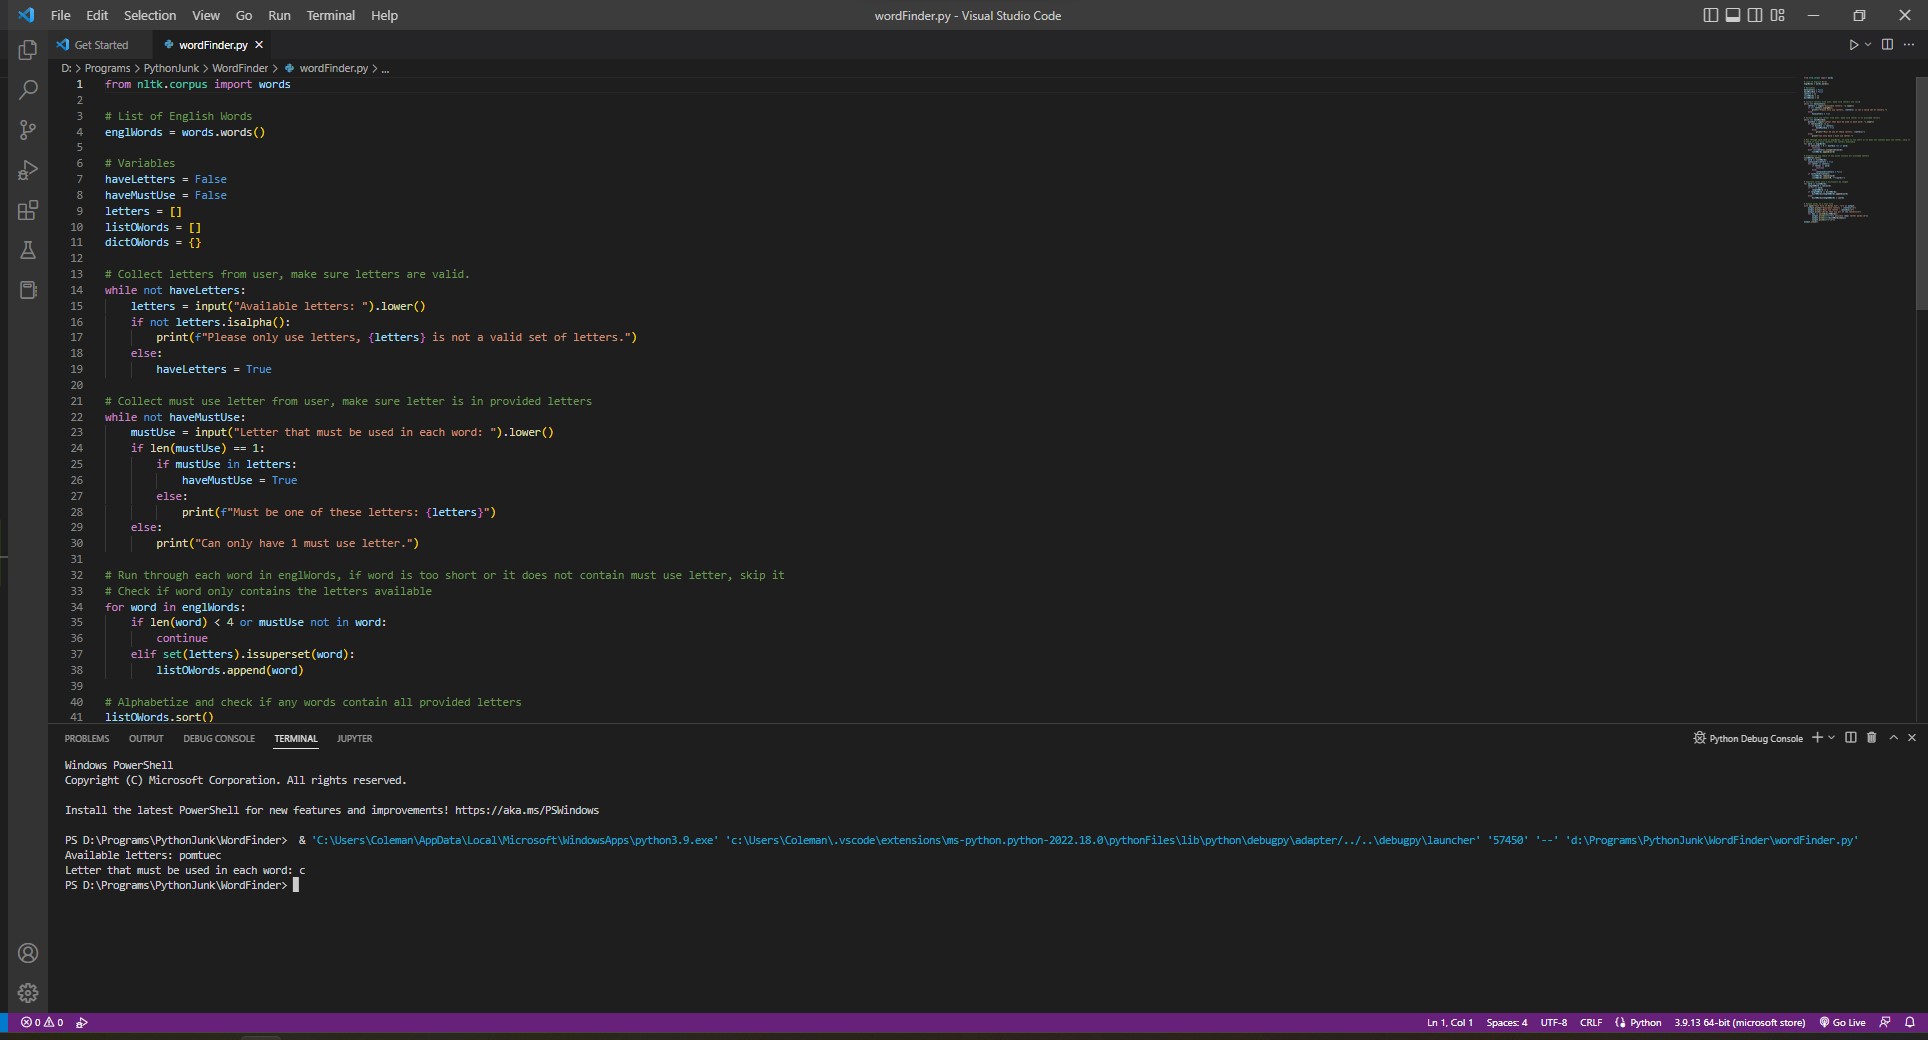 File Edit Selection View Go Run Terminal Help
wordFinder.py - Visual Studio Code
Get Started
wordFinder.py
D: > Programs > PythonJunk > WordFinder > wordFinder.py > ...
1 from nltk.corpus import words
2
3 # List of English Words
4 englWords = words.words()
5
6 # Variables
7 haveLetters = False
8 haveMustUse = False
9 letters = []
10 listOWords = []
11 dictOWords = {}
12
13 # Collect letters from user, make sure letters are valid.
14 while not haveLetters:
15 letters = input("Available letters: ").lower()
16 if not letters.isalpha():
17 print(f"Please only use letters, {letters} is not a valid set of letters.")
18 else:
19 haveLetters = True
20
21 # Collect must use letter from user, make sure letter is in provided letters
22 while not haveMustUse:
23 mustUse = input("Letter that must be used in each word: ").lower()
24 if len(mustUse) == 1:
25 if mustUse in letters:
26 haveMustUse = True
27 else:
28 print(f"Must be one of these letters: {letters}")
29 else:
30 print("Can only have 1 must use letter.")
31
32 # Run through each word in englWords, if word is too short or it does not contain must use letter, skip it
33 # Check if word only contains the letters available
34 for word in englWords:
35 if len(word) < 4 or mustUse not in word:
36 continue
37 elif set(letters).issuperset(word):
38 listOWords.append(word)
39
40 # Alphabetize and check if any words contain all provided letters
41 listOWords.sort()
PROBLEMS OUTPUT DEBUG CONSOLE TERMINAL JUPYTER
Python Debug Console
Windows PowerShell
Copyright (C) Microsoft Corporation. All rights reserved.
Install the latest PowerShell for new features and improvements! https://aka.ms/PSWindows
PS D:\Programs\PythonJunk\WordFinder> & 'C:\Users\Coleman\AppData\Local\Microsoft\WindowsApps\python3.9.exe' 'c:\Users\Coleman\.vscode\extensions\ms-python.python-2022.18.0\pythonFiles\lib\python\debugpy\adapter/../..\debugpy\launcher' '57450' '--' 'd:\Programs\PythonJunk\WordFinder\wordFinder.py'
Available letters: pomtuec
Letter that must be used in each word: c
PS D:\Programs\PythonJunk\WordFinder>
0 0
Ln 1, Col 1 Spaces: 4 UTF-8 CRLF Python 3.9.13 64-bit (microsoft store) Go Live